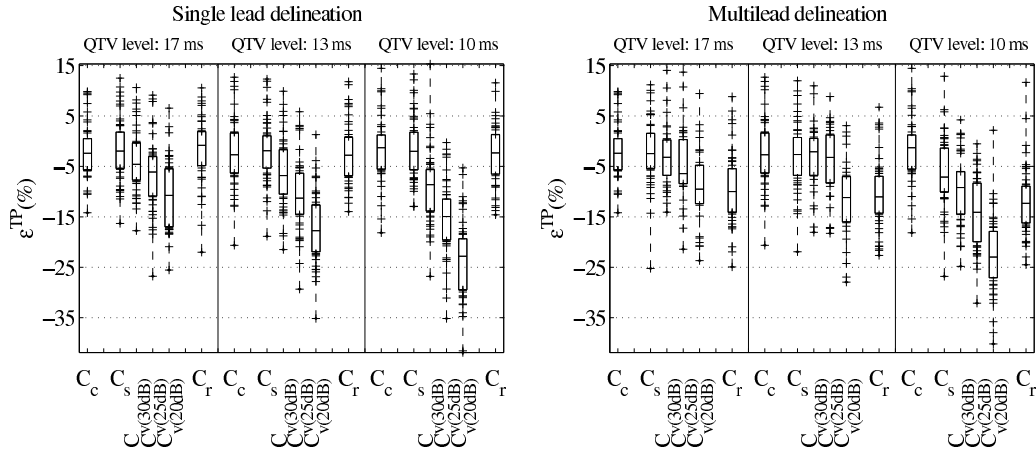 Single lead delineation
QTV level: 17 ms QTV level: 13 ms QTV level: 10 ms
ε^TP(%)
15
5
−5
−15
−25
−35
C_c C_s C_v(30dB) C_v(25dB) C_v(20dB) C_r C_c C_s C_v(30dB) C_v(25dB) C_v(20dB) C_r C_c C_s C_v(30dB) C_v(25dB) C_v(20dB) C_r
Multilead delineation
QTV level: 17 ms QTV level: 13 ms QTV level: 10 ms
ε^TP(%)
15
5
−5
−15
−25
−35
C_c C_s C_v(30dB) C_v(25dB) C_v(20dB) C_r C_c C_s C_v(30dB) C_v(25dB) C_v(20dB) C_r C_c C_s C_v(30dB) C_v(25dB) C_v(20dB) C_r